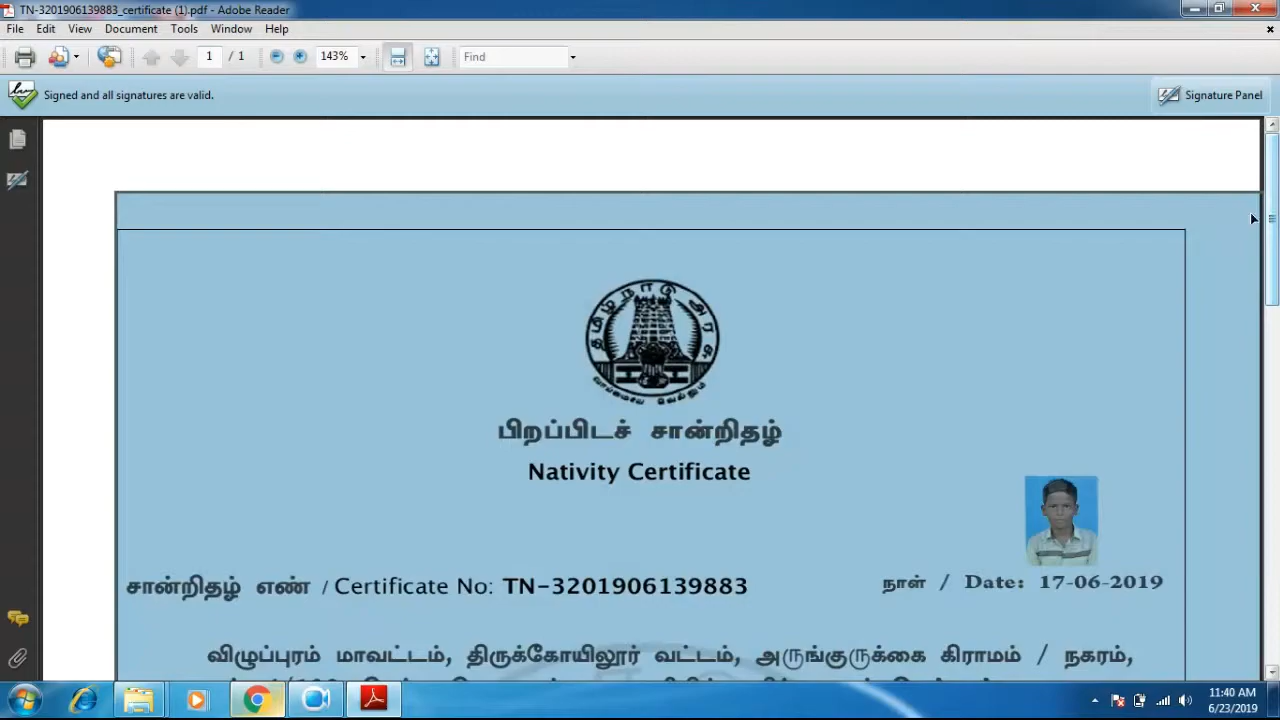 TN-3201906139883_certificate (1).pdf - Adobe Reader
File Edit View Document Tools Window Help
1 / 1 143% Find
Signed and all signatures are valid. Signature Panel
தமிழ்நாடு அரசு
வாய்மையே வெல்லும்
பிறப்பிடச் சான்றிதழ்
Nativity Certificate
சான்றிதழ் எண் / Certificate No: TN-3201906139883 நாள் / Date: 17-06-2019
விழுப்புரம் மாவட்டம், திருக்கோயிலூர் வட்டம், அருங்குருக்கை கிராமம் / நகரம்,
11:40 AM
6/23/2019